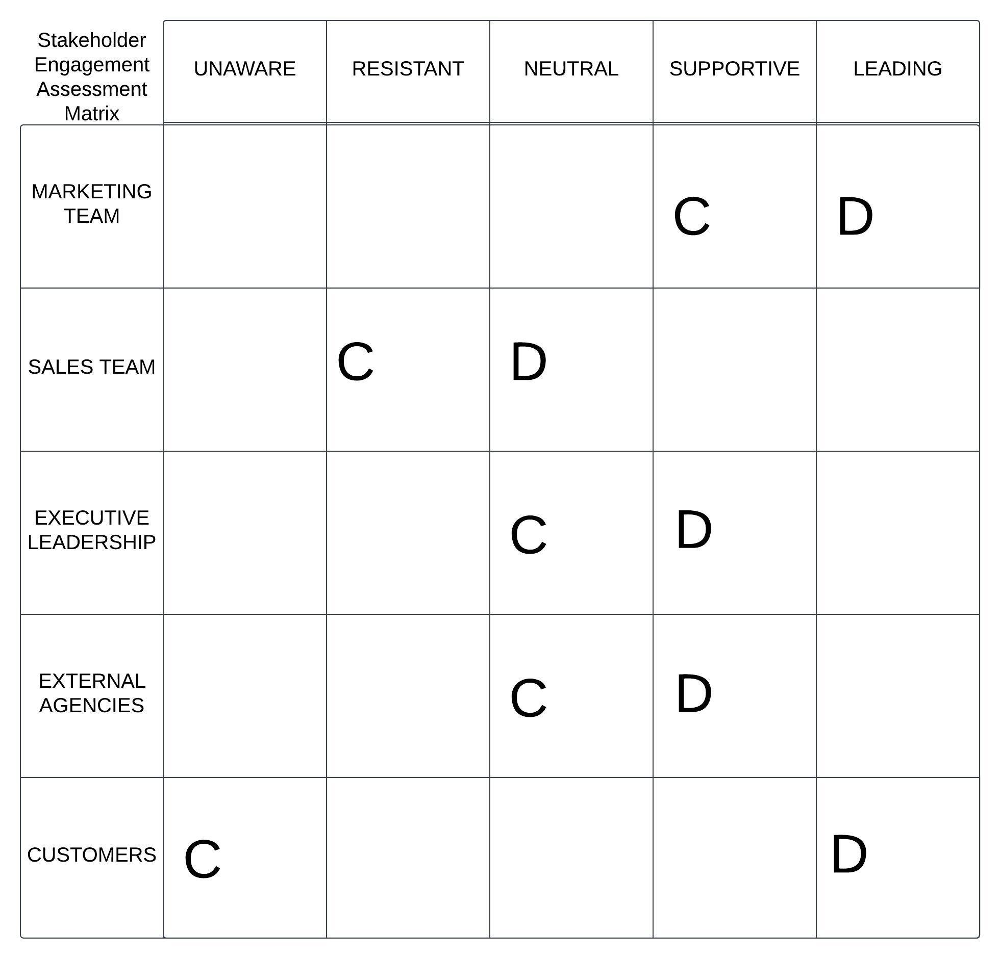 Stakeholder
Engagement
Assessment
Matrix
UNAWARE
RESISTANT
NEUTRAL
SUPPORTIVE
LEADING
MARKETING
TEAM
C
D
SALES TEAM
C
D
EXECUTIVE
LEADERSHIP
C
D
EXTERNAL
AGENCIES
C
D
CUSTOMERS
C
D